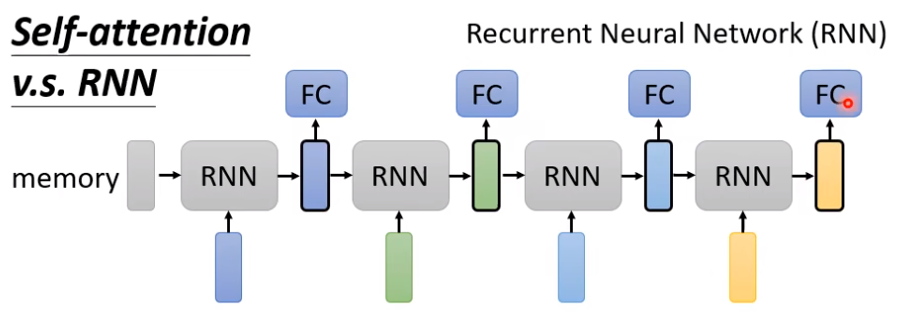 Self-attention
v.s. RNN
Recurrent Neural Network (RNN)
FC FC FC FC
memory RNN RNN RNN RNN